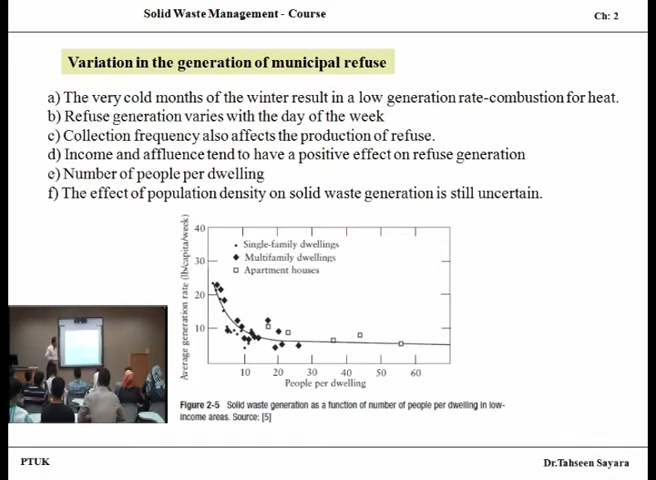 Solid Waste Management - Course
Ch: 2
Variation in the generation of municipal refuse
a) The very cold months of the winter result in a low generation rate-combustion for heat.
b) Refuse generation varies with the day of the week
c) Collection frequency also affects the production of refuse.
d) Income and affluence tend to have a positive effect on refuse generation
e) Number of people per dwelling
f) The effect of population density on solid waste generation is still uncertain.
Average generation rate (lb/capita/week)
40
30
20
10
Single-family dwellings
Multifamily dwellings
Apartment houses
10 20 30 40 50 60
People per dwelling
Figure 2-5 Solid waste generation as a function of number of people per dwelling in low-
income areas. Source: [5]
PTUK
Dr.Tahseen Sayara